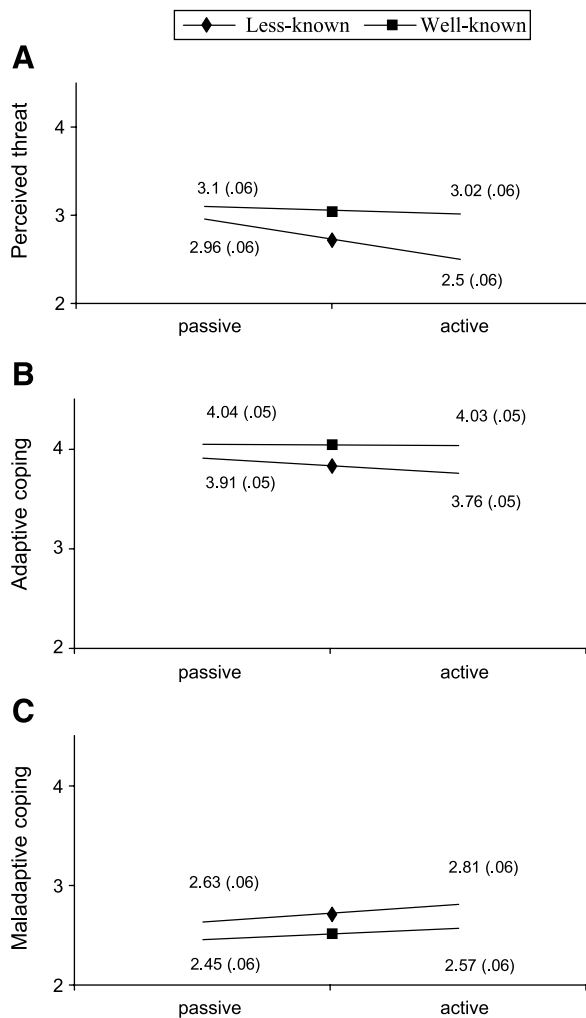 Less-known Well-known
A
Perceived threat
4
3.1 (.06) 3.02 (.06)
3
2.96 (.06)
2.5 (.06)
2
passive active
B
Adaptive coping
4.04 (.05) 4.03 (.05)
4
3.91 (.05) 3.76 (.05)
3
2
passive active
C
Maladaptive coping
4
2.63 (.06) 2.81 (.06)
3
2.45 (.06) 2.57 (.06)
2
passive active